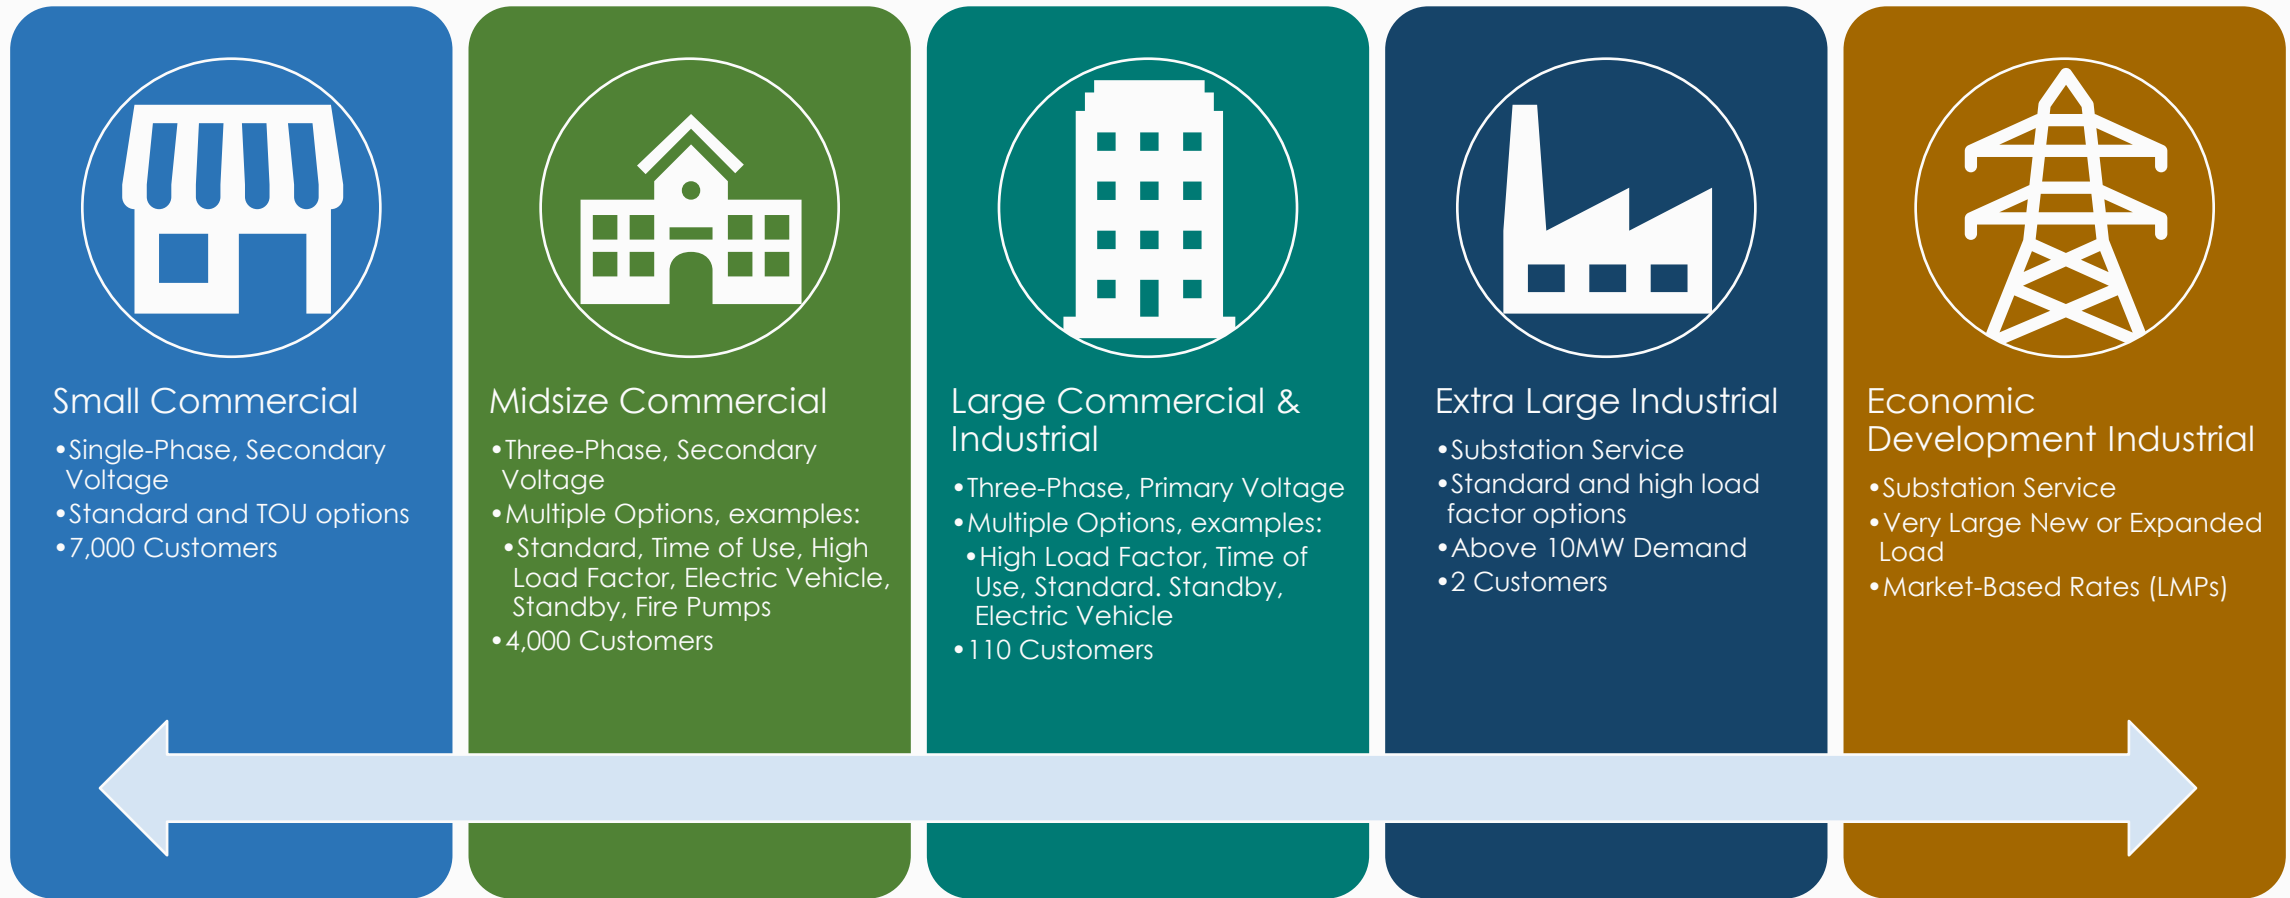 Small Commercial
•Single-Phase, Secondary
Voltage
•Standard and TOU options
•7,000 Customers
Midsize Commercial
•Three-Phase, Secondary
Voltage
•Multiple Options, examples:
•Standard, Time of Use, High
Load Factor, Electric Vehicle,
Standby, Fire Pumps
•4,000 Customers
Large Commercial &
Industrial
•Three-Phase, Primary Voltage
•Multiple Options, examples:
•High Load Factor, Time of
Use, Standard. Standby,
Electric Vehicle
•110 Customers
Extra Large Industrial
•Substation Service
•Standard and high load
factor options
•Above 10MW Demand
•2 Customers
Economic
Development Industrial
•Substation Service
•Very Large New or Expanded
Load
•Market-Based Rates (LMPs)